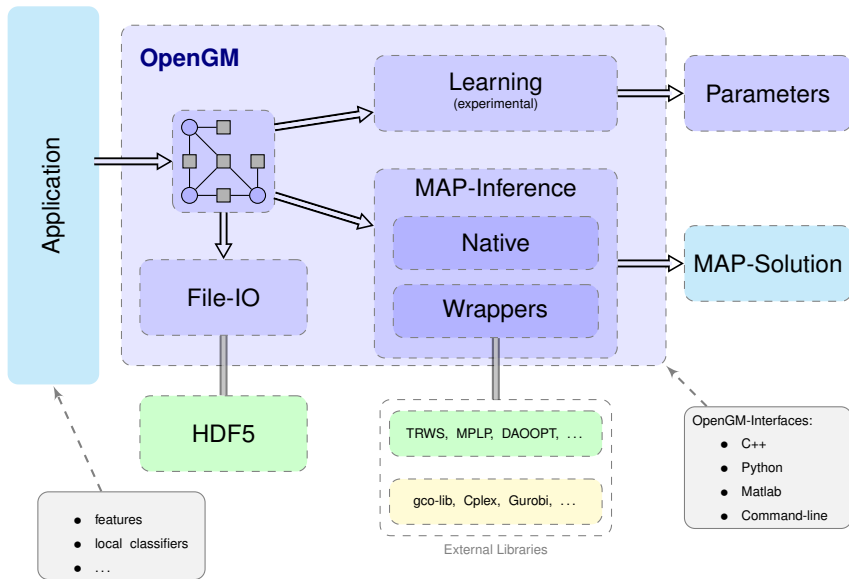 Application
OpenGM
Learning
(experimental)
Parameters
MAP-Inference
Native
Wrappers
MAP-Solution
File-IO
HDF5
TRWS, MPLP, DAOOPT, ...
gco-lib, Cplex, Gurobi, ...
External Libraries
OpenGM-Interfaces:
● C++
● Python
● Matlab
● Command-line
● features
● local classifiers
● ...